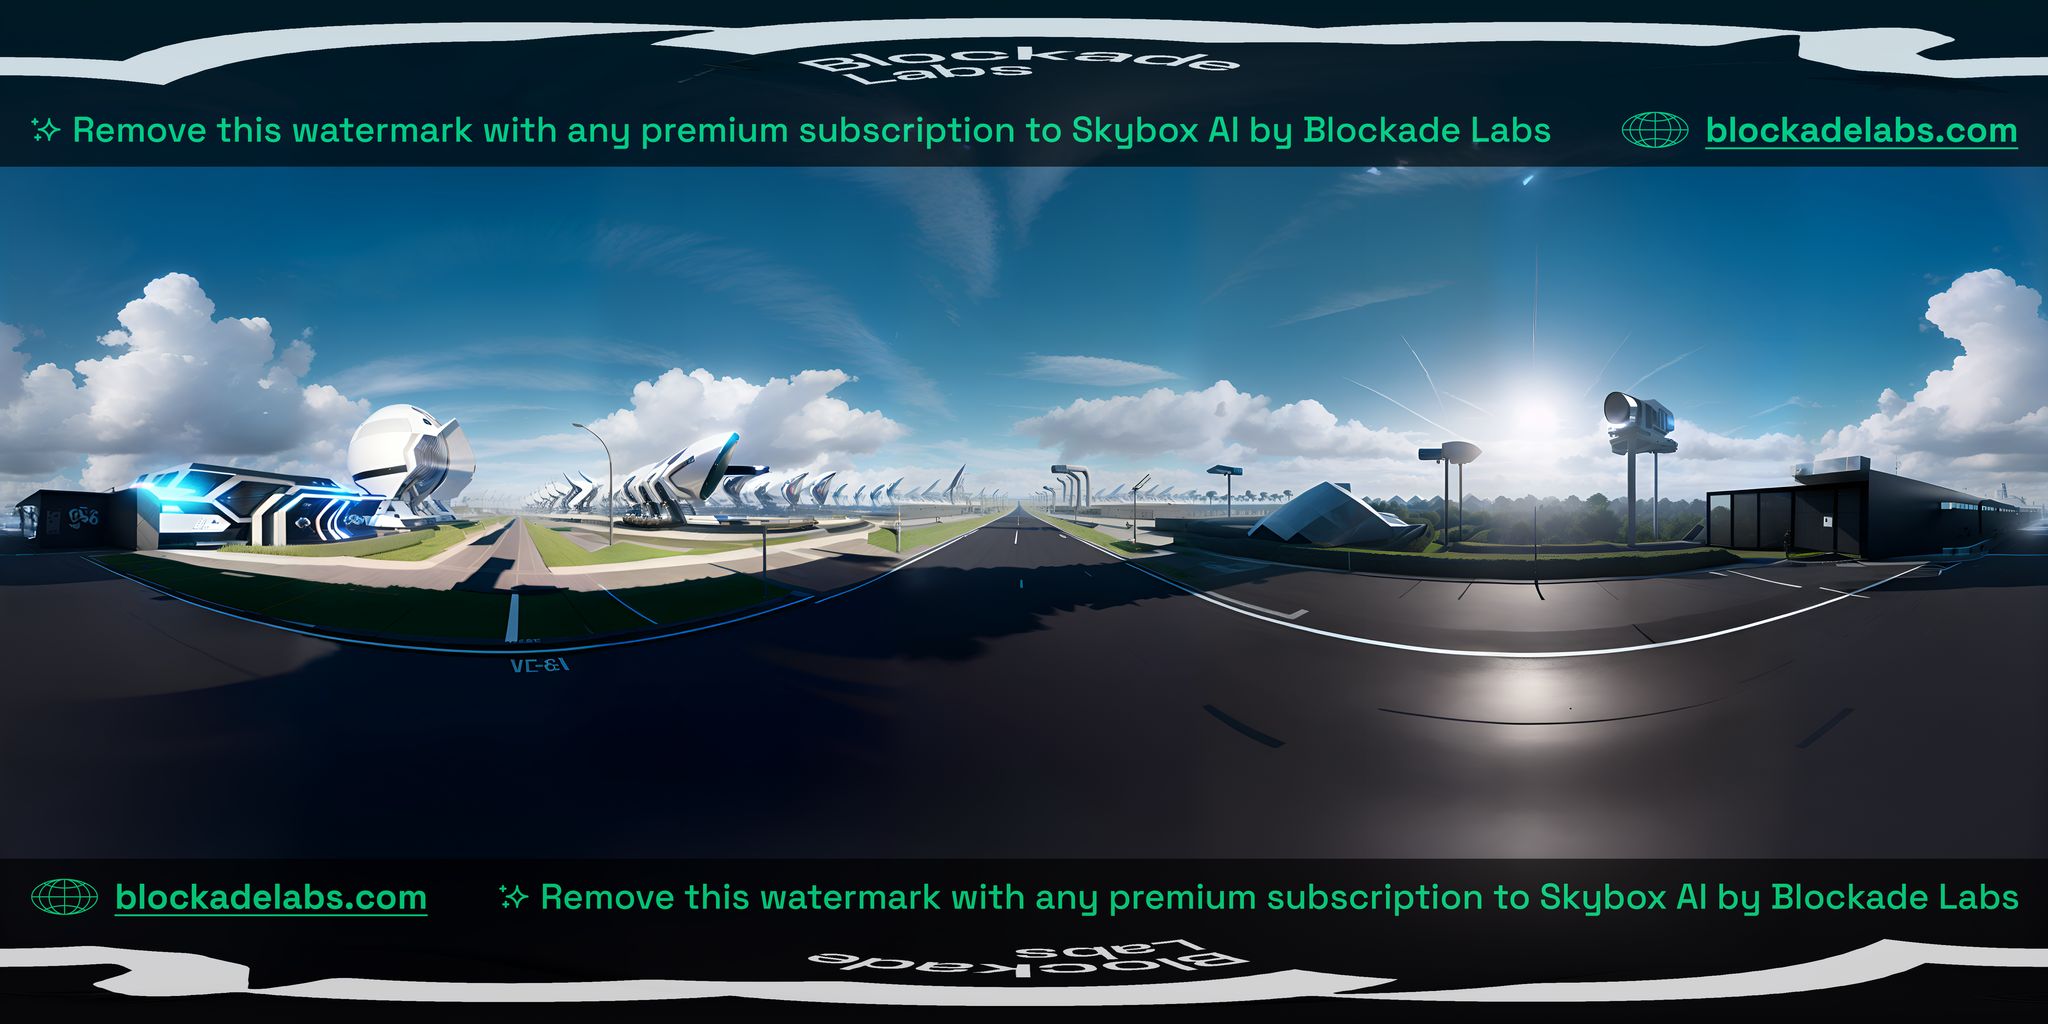 Blockade
Labs
Remove this watermark with any premium subscription to Skybox AI by Blockade Labs
blockadelabs.com
blockadelabs.com
Remove this watermark with any premium subscription to Skybox AI by Blockade Labs
Labs
Blockade